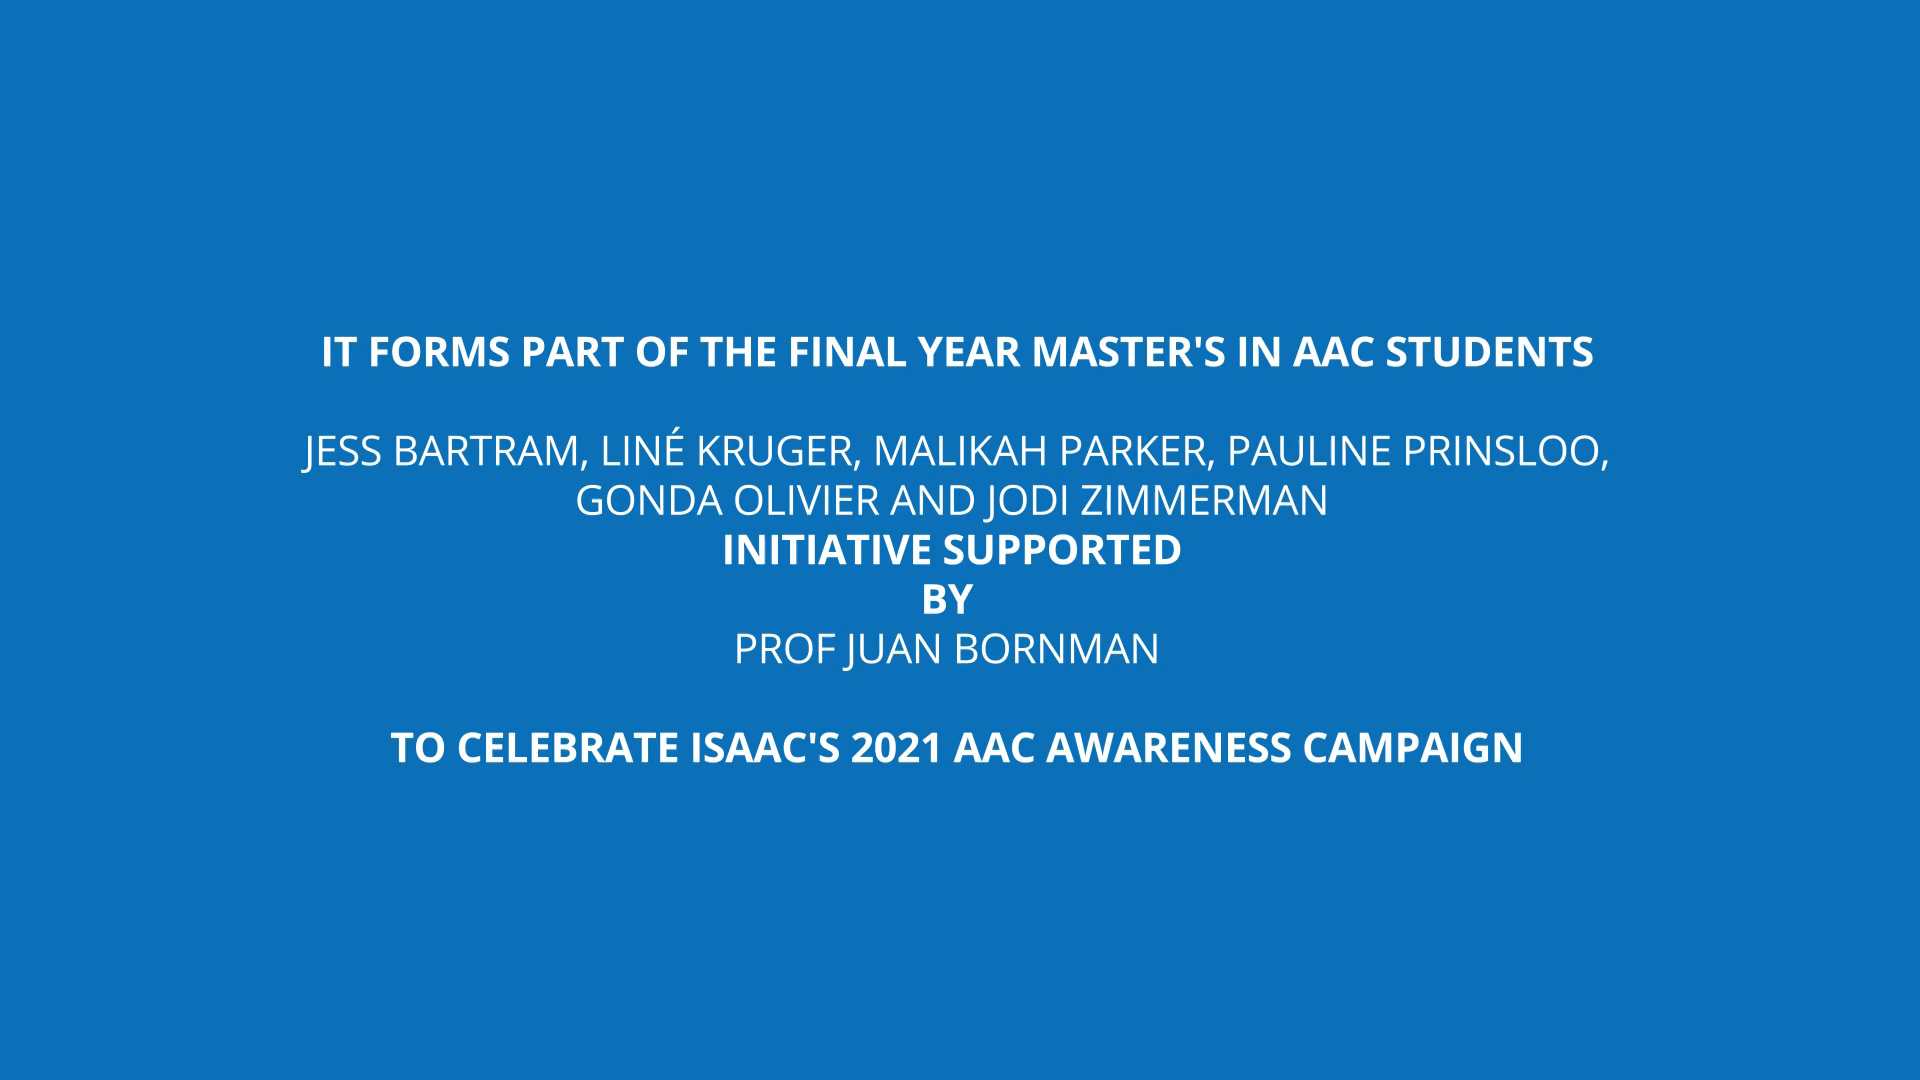 IT FORMS PART OF THE FINAL YEAR MASTER'S IN AAC STUDENTS
JESS BARTRAM, LINÉ KRUGER, MALIKAH PARKER, PAULINE PRINSLOO,
GONDA OLIVIER AND JODI ZIMMERMAN
INITIATIVE SUPPORTED
BY
PROF JUAN BORNMAN
TO CELEBRATE ISAAC'S 2021 AAC AWARENESS CAMPAIGN